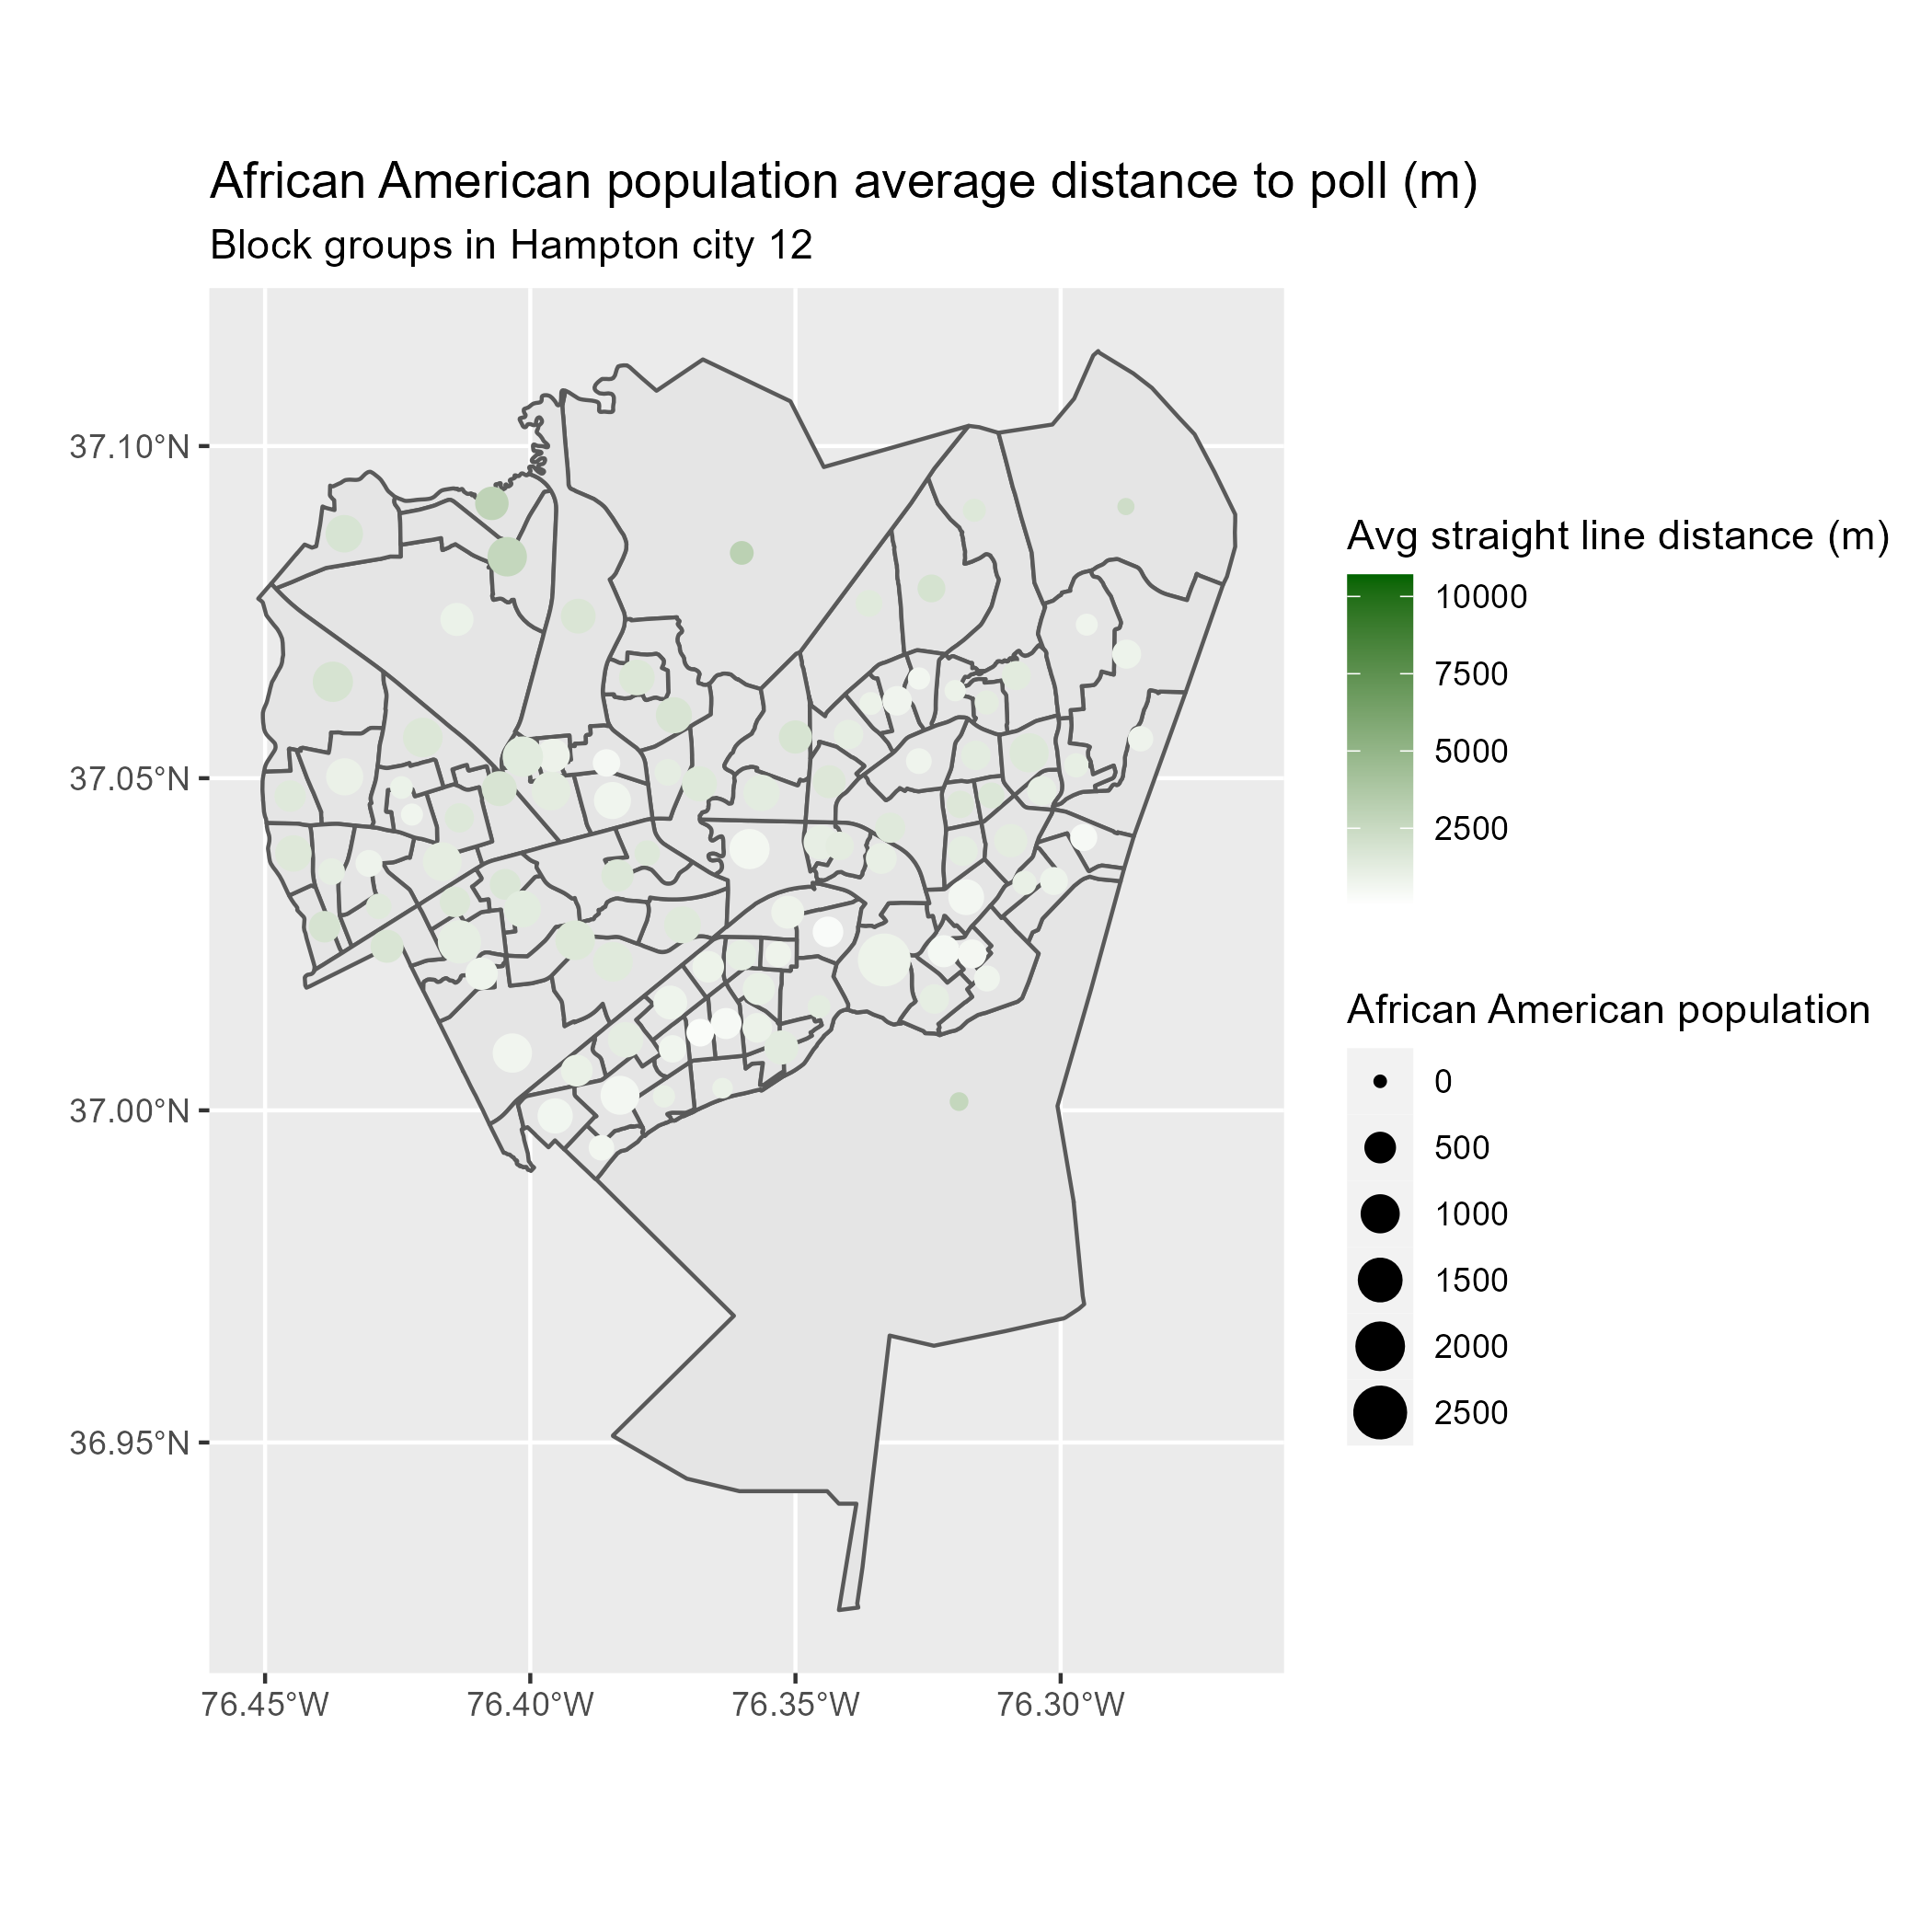 African American population average distance to poll (m)
Block groups in Hampton city 12
37.10°N
37.05°N
37.00°N
36.95°N
76.45°W
76.40°W
76.35°W
76.30°W
Avg straight line distance (m)
10000
7500
5000
2500
African American population
0
500
1000
1500
2000
2500